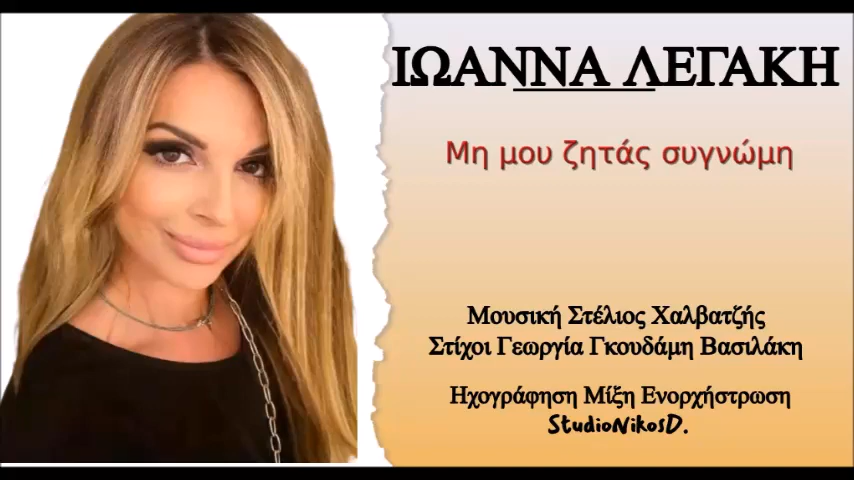 ΙΩΑΝΝΑ ΛΕΓΑΚΗ
Μη μου ζητάς συγνώμη
Μουσική Στέλιος Χαλβατζής
Στίχοι Γεωργία Γκουδάμη Βασιλάκη
Ηχογράφηση Μίξη Ενορχήστρωση
StudioNikosD.